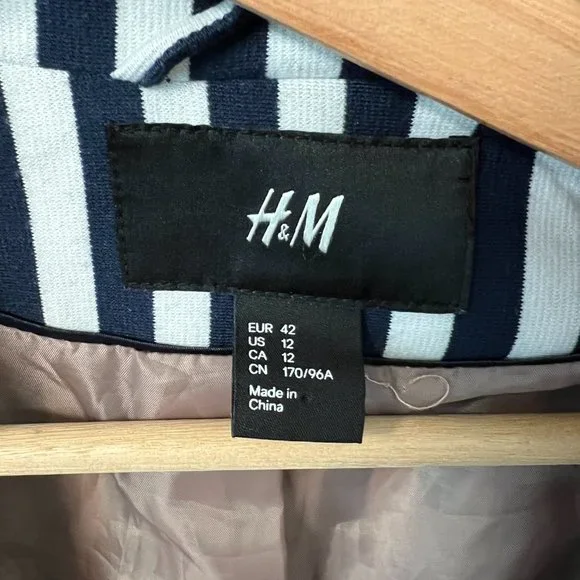 H&M
EUR 42
US 12
CA 12
CN 170/96A
Made in
China